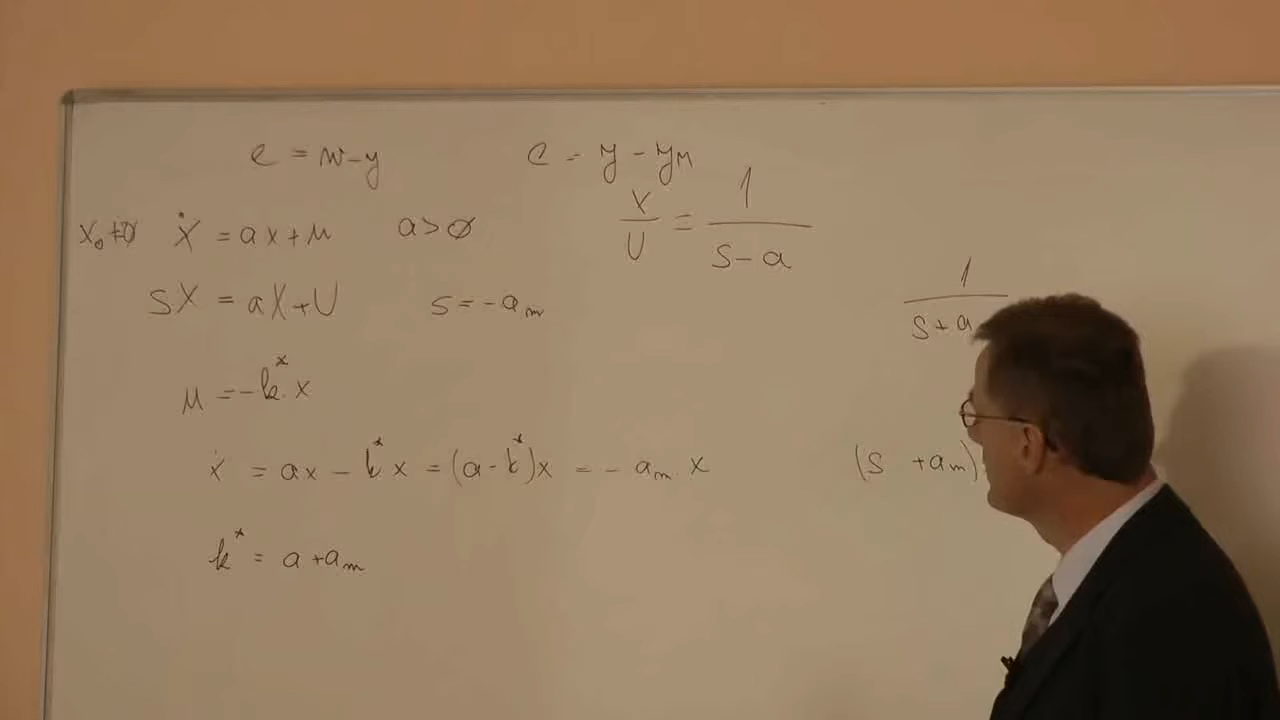 e = w-y
e = y - yM
x₀≠0 ẋ = ax+u a>0
X/U = 1/(s-a)
sX = aX+U s = -aₘ
1/(s+a
u = -k*·x
ẋ = ax - k*x = (a-k*)x = -aₘ·x
(s +aₘ)
k* = a+aₘ